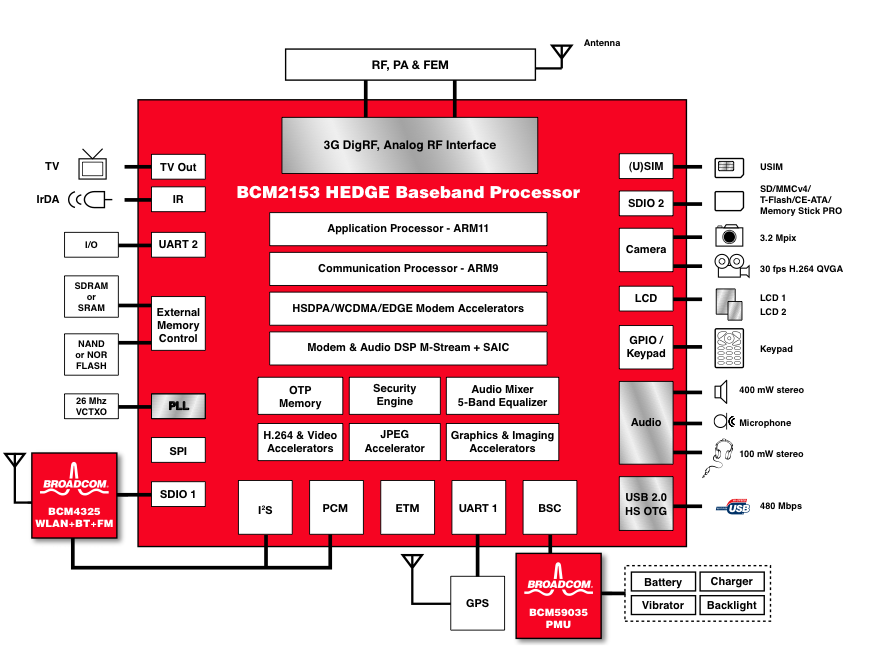 Antenna
RF, PA & FEM
3G DigRF, Analog RF Interface
BCM2153 HEDGE Baseband Processor
Application Processor - ARM11
Communication Processor - ARM9
HSDPA/WCDMA/EDGE Modem Accelerators
Modem & Audio DSP M-Stream + SAIC
OTP
Memory
Security
Engine
Audio Mixer
5-Band Equalizer
H.264 & Video
Accelerators
JPEG
Accelerator
Graphics & Imaging
Accelerators
TV
TV Out
IrDA
IR
I/O
UART 2
SDRAM
or
SRAM
NAND
or NOR
FLASH
External
Memory
Control
26 Mhz
VCTXO
PLL
SPI
SDIO 1
BROADCOM.
BCM4325
WLAN+BT+FM
I²S
PCM
ETM
UART 1
BSC
GPS
BROADCOM.
BCM59035
PMU
Battery
Charger
Vibrator
Backlight
(U)SIM
USIM
SDIO 2
SD/MMCv4/
T-Flash/CE-ATA/
Memory Stick PRO
Camera
3.2 Mpix
30 fps H.264 QVGA
LCD
LCD 1
LCD 2
GPIO /
Keypad
Keypad
Audio
400 mW stereo
Microphone
100 mW stereo
USB 2.0
HS OTG
USB
480 Mbps